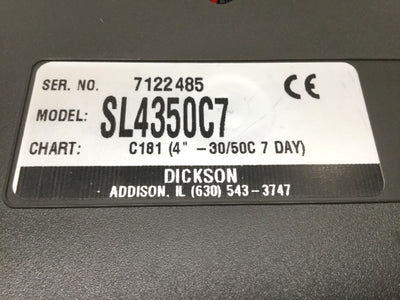 SER. NO. 7122485 CE
MODEL: SL4350C7
CHART: C181 (4" -30/50C 7 DAY)
DICKSON
ADDISON, IL (630) 543-3747